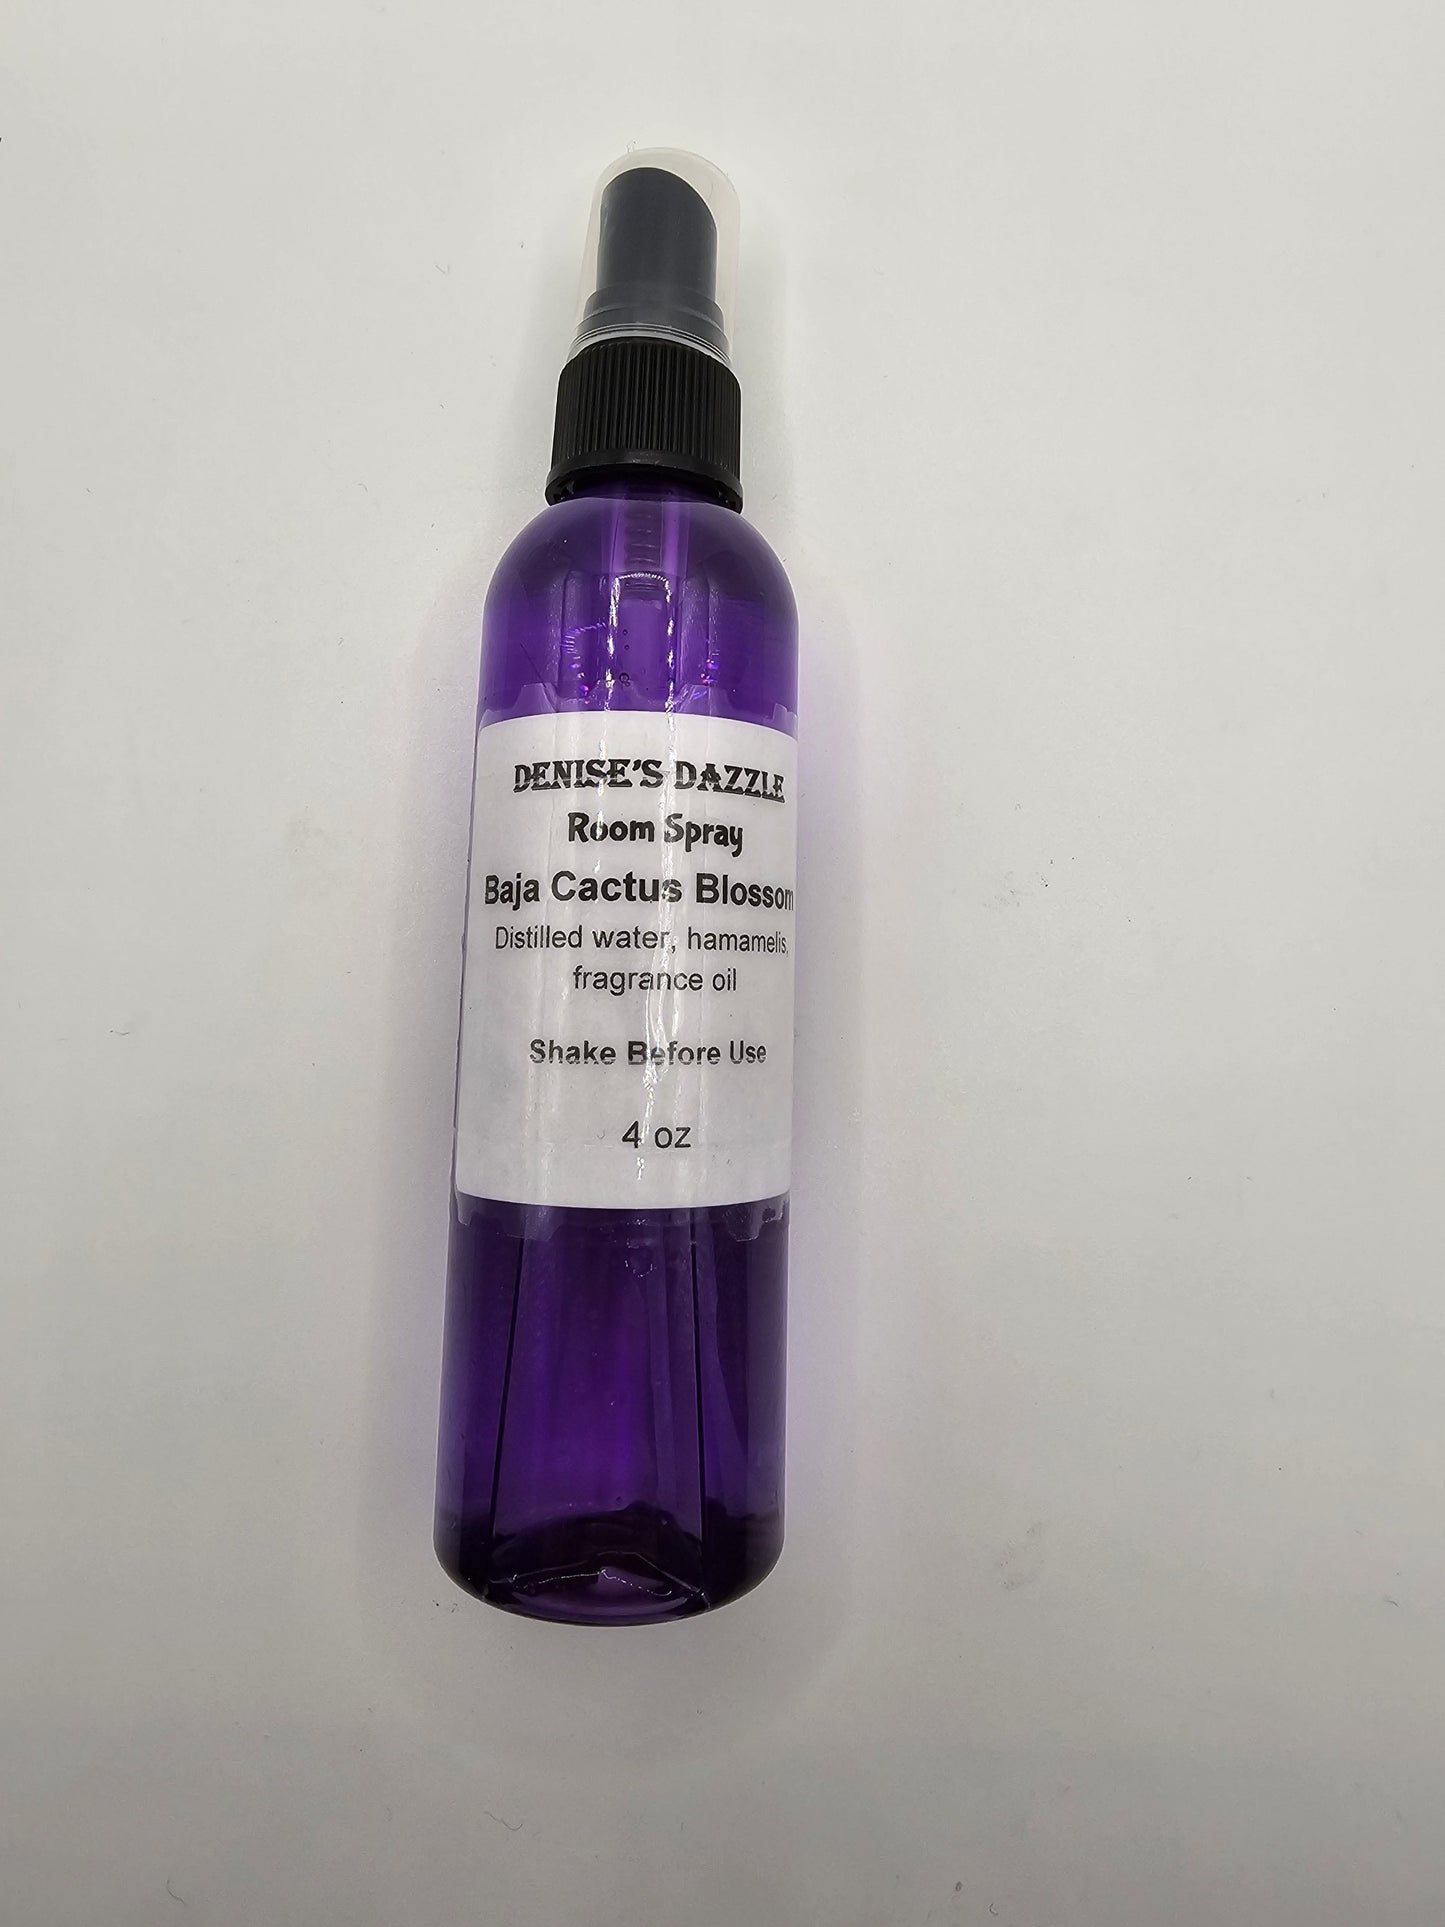 DENISE'S DAZZLE
Room Spray
Baja Cactus Blossom
Distilled water, hamamelis,
fragrance oil
Shake Before Use
4 oz